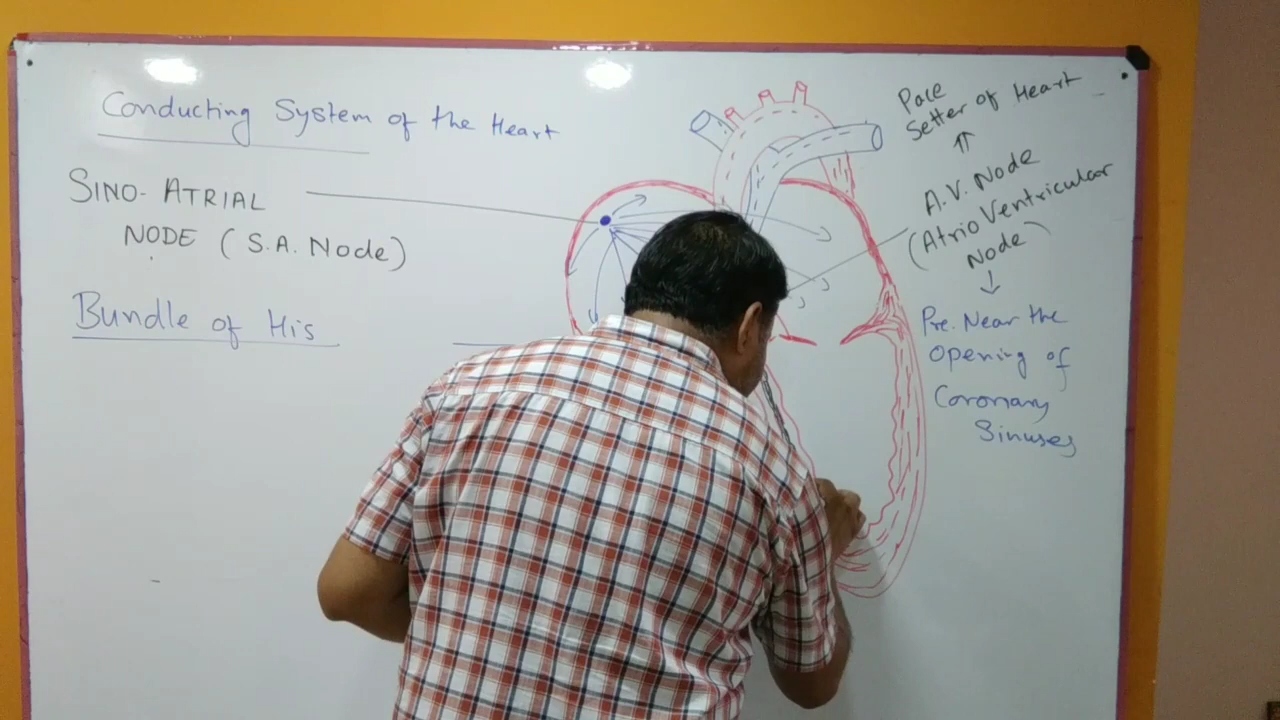 Conducting System of the Heart
SINO-ATRIAL
NODE (S.A. Node)
Bundle of His
Pace
Setter of Heart
A.V. Node
(Atrio Ventricular
Node)
Pre. Near the
Opening of
Coronary
Sinuses